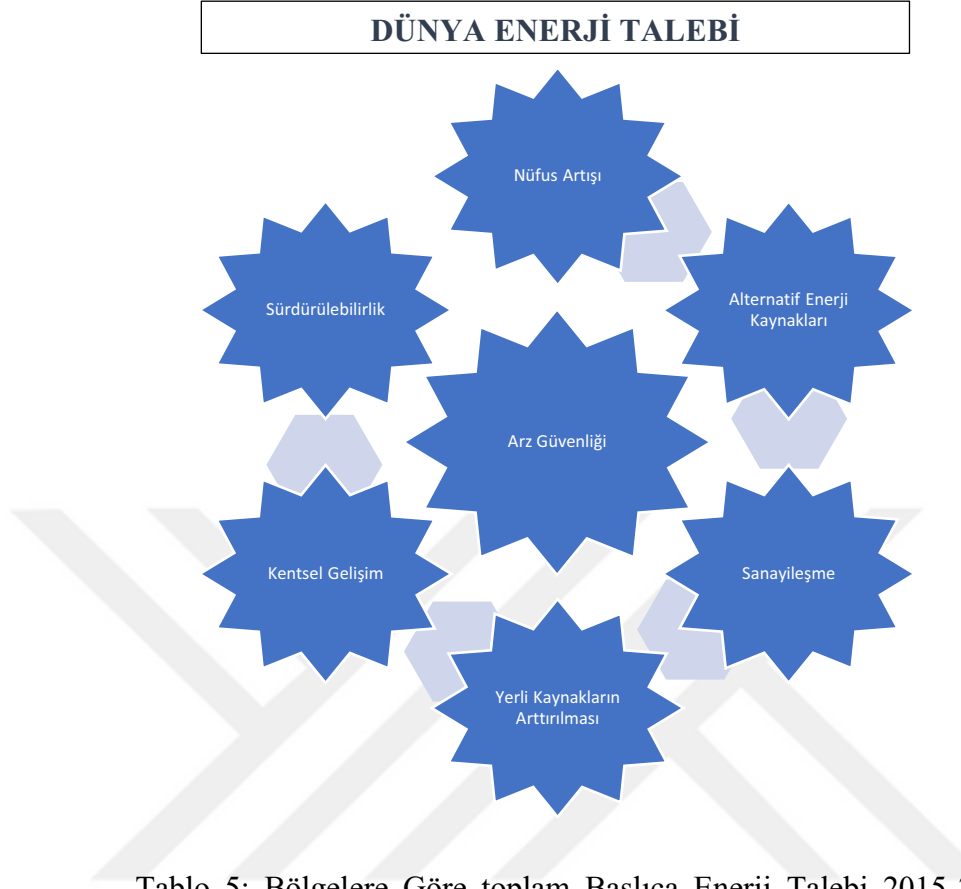 DÜNYA ENERJİ TALEBİ
Nüfus Artışı
Alternatif Enerji
Kaynakları
Sanayileşme
Yerli Kaynakların
Arttırılması
Kentsel Gelişim
Sürdürülebilirlik
Arz Güvenliği
Tablo 5: Bölgelere Göre toplam Başlıca Enerji Talebi 2015